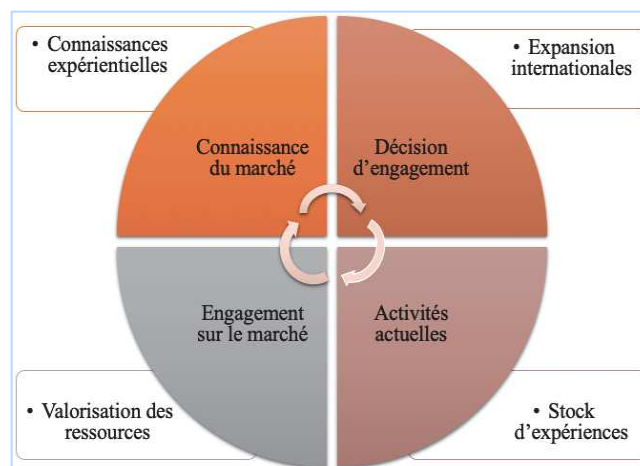 • Connaissances
expérientielles
• Expansion
internationales
Connaissance
du marché
Décision
d’engagement
Engagement
sur le marché
Activités
actuelles
• Valorisation des
ressources
• Stock
d’expériences